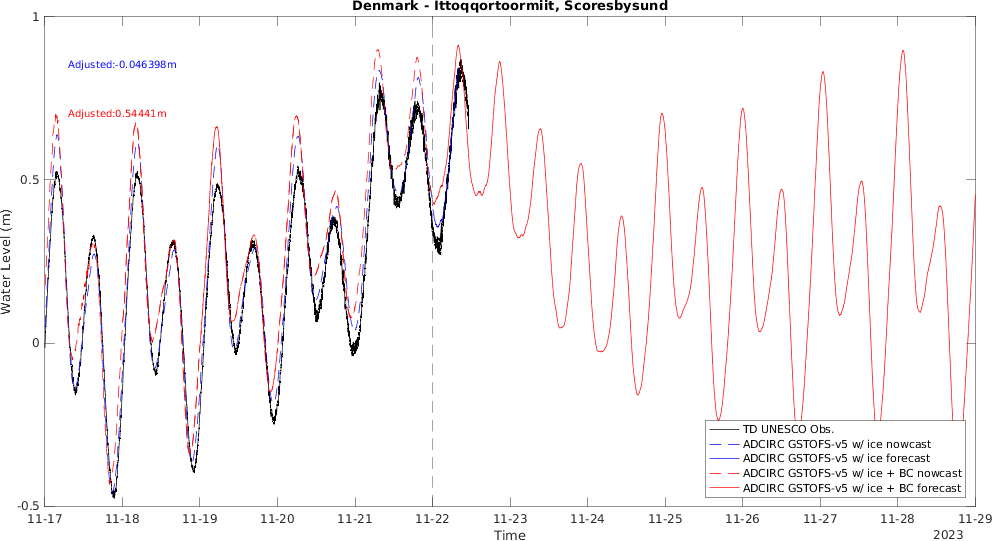 Denmark - Ittoqqortoormiit, Scoresbysund
Adjusted:-0.046398m
Adjusted:0.54441m
Water Level (m)
1
0.5
0
-0.5
11-17 11-18 11-19 11-20 11-21 11-22 11-23 11-24 11-25 11-26 11-27 11-28 11-29
Time
2023
TD UNESCO Obs.
ADCIRC GSTOFS-v5 w/ ice nowcast
ADCIRC GSTOFS-v5 w/ ice forecast
ADCIRC GSTOFS-v5 w/ ice + BC nowcast
ADCIRC GSTOFS-v5 w/ ice + BC forecast